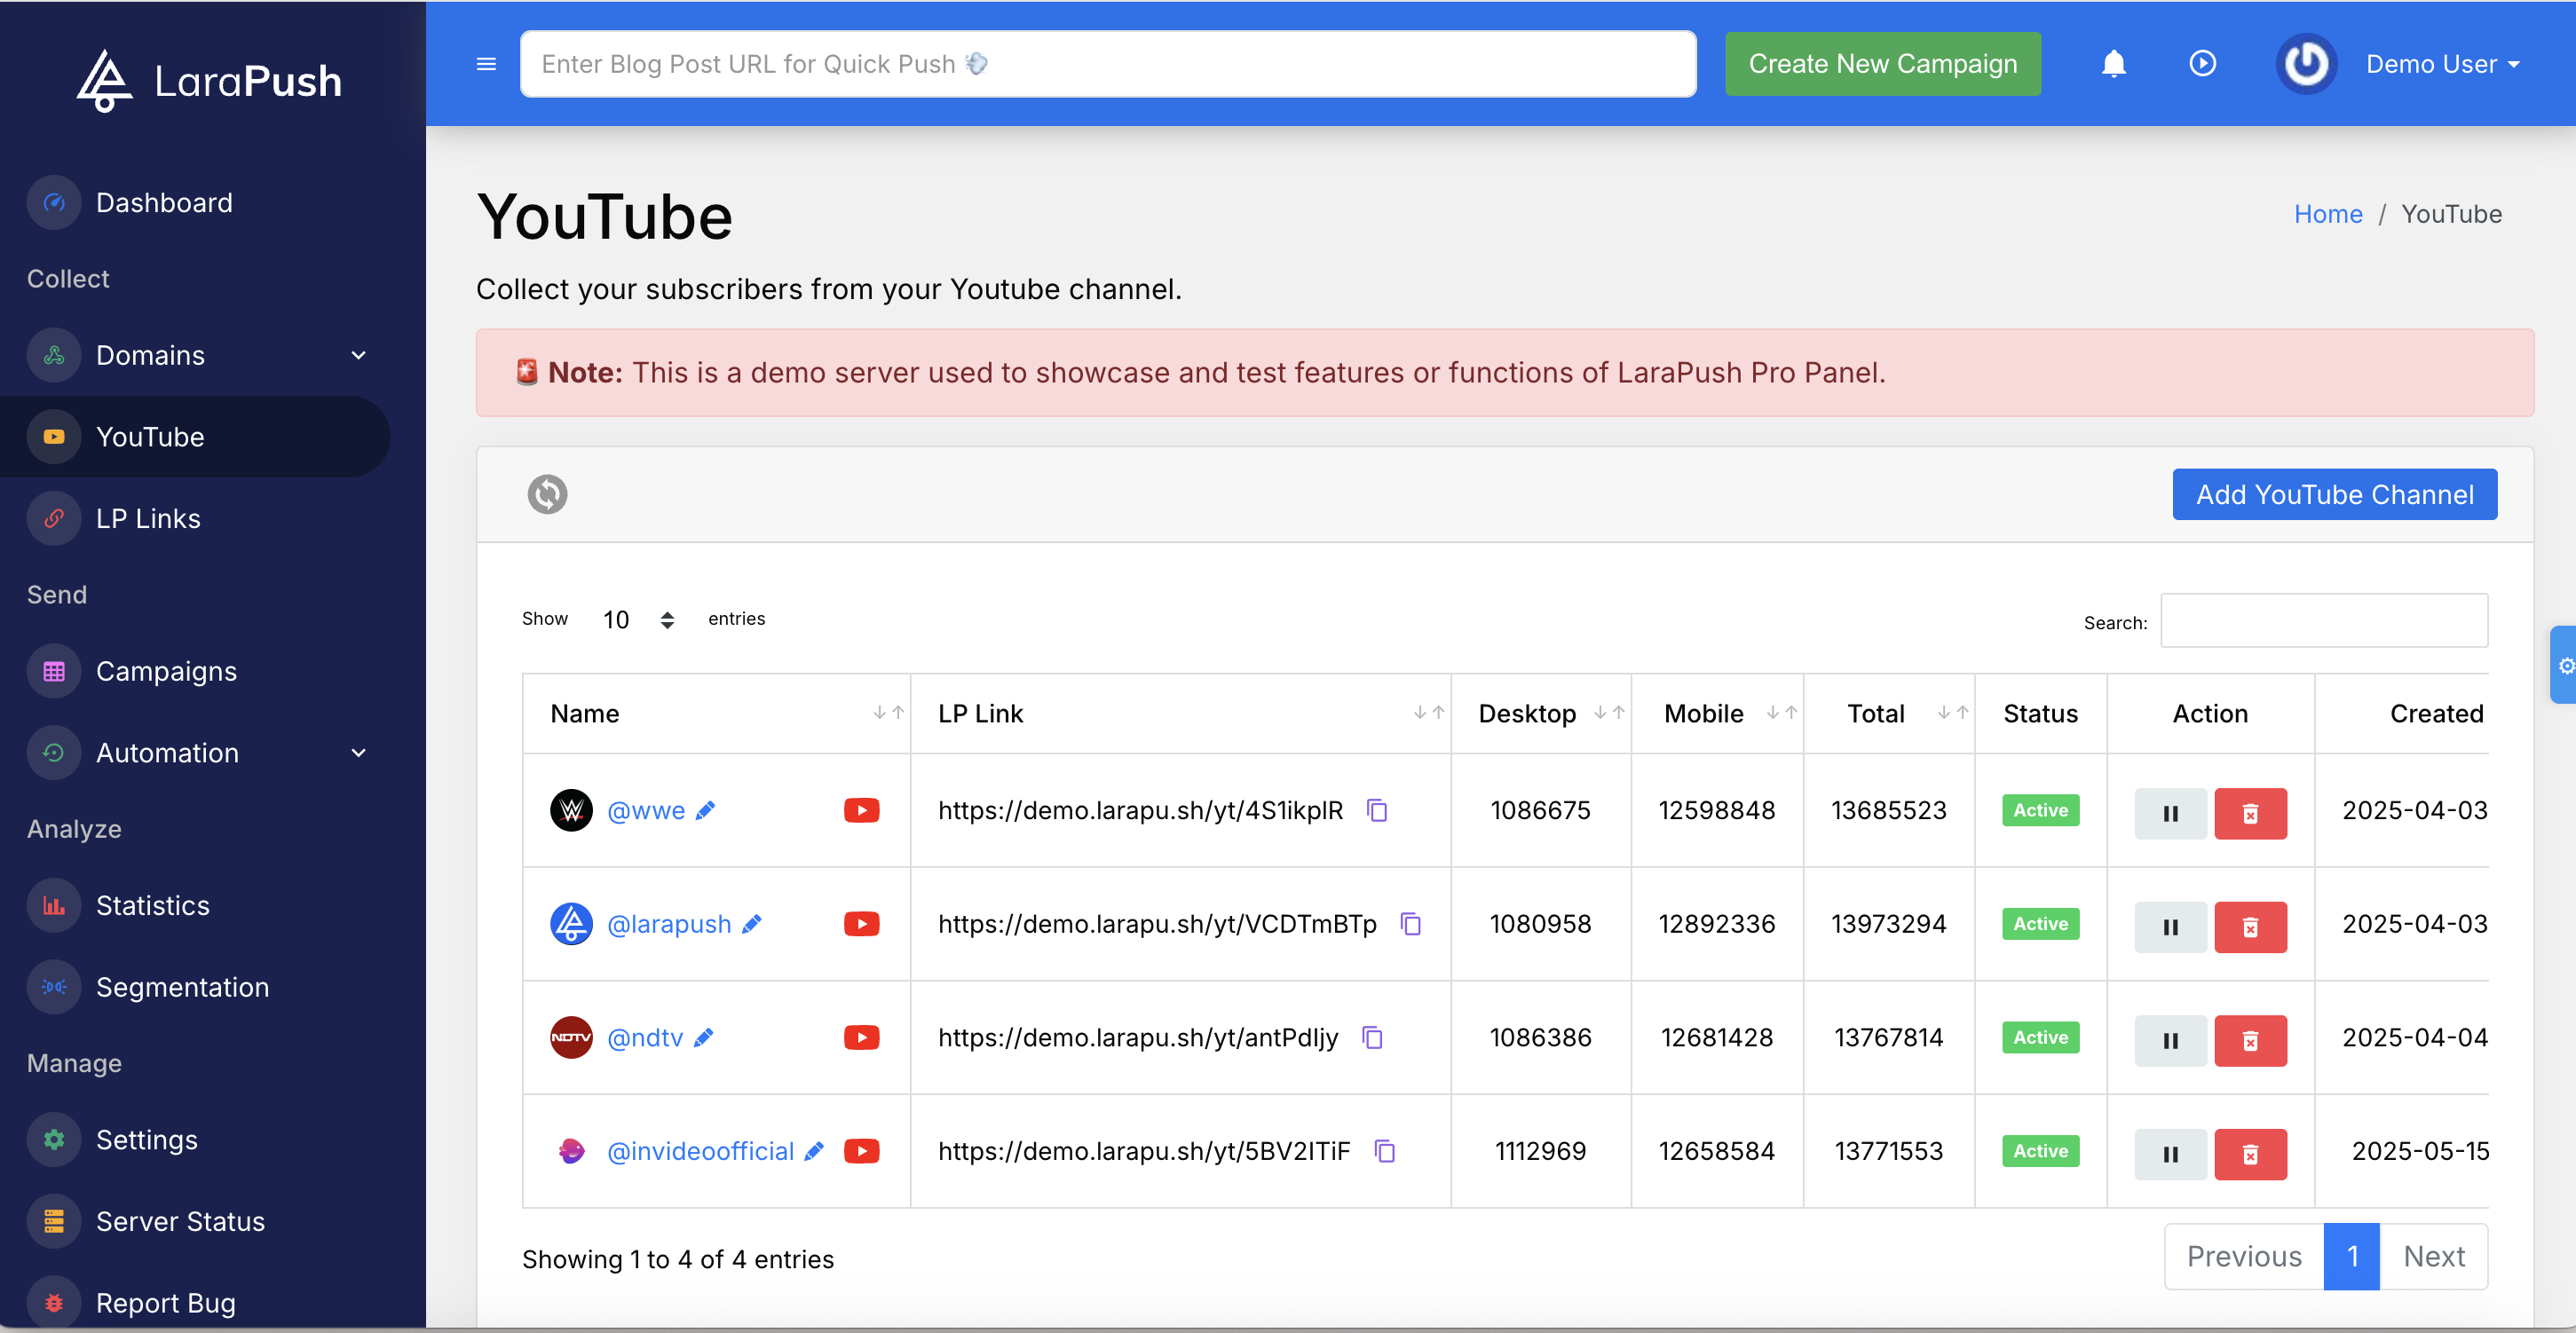 LaraPush
Enter Blog Post URL for Quick Push 💨
Create New Campaign
Demo User
Dashboard
Collect
Domains
YouTube
LP Links
Send
Campaigns
Automation
Analyze
Statistics
Segmentation
Manage
Settings
Server Status
Report Bug
YouTube
Home / YouTube
Collect your subscribers from your Youtube channel.
🚨 Note: This is a demo server used to showcase and test features or functions of LaraPush Pro Panel.
Add YouTube Channel
Show 10 entries
Search:
Name LP Link Desktop Mobile Total Status Action Created
@wwe https://demo.larapu.sh/yt/4S1ikplR 1086675 12598848 13685523 Active 2025-04-03
@larapush https://demo.larapu.sh/yt/VCDTmBTp 1080958 12892336 13973294 Active 2025-04-03
NDTV @ndtv https://demo.larapu.sh/yt/antPdljy 1086386 12681428 13767814 Active 2025-04-04
@invideoofficial https://demo.larapu.sh/yt/5BV2ITiF 1112969 12658584 13771553 Active 2025-05-15
Showing 1 to 4 of 4 entries
Previous 1 Next